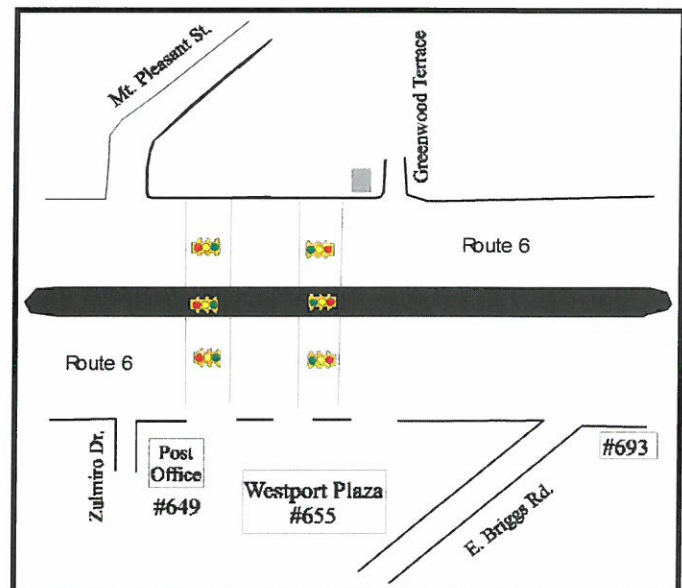 Mt. Pleasant St.
Greenwood Terrace
Route 6
Route 6
Zulmiro Dr.
Post
Office
#649
Westport Plaza
#655
E. Briggs Rd.
#693